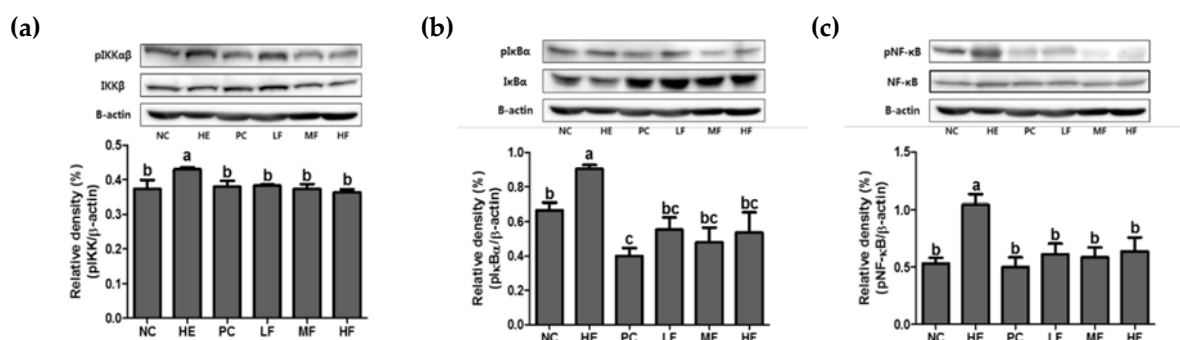 (a)
pIKKαβ
IKKβ
B-actin
NC HE PC LF MF HF
Relative density (%)
(pIKK/β-actin)
0.5
0.4
0.3
0.2
0.1
0.0
b a b b b b
NC HE PC LF MF HF
(b)
pIκBα
IκBα
B-actin
NC HE PC LF MF HF
Relative density (%)
(pIκBα/β-actin)
1.0
0.8
0.6
0.4
0.2
0.0
b a c bc bc bc
NC HE PC LF MF HF
(c)
pNF-κB
NF-κB
B-actin
NC HE PC LF MF HF
Relative density (%)
(pNF-κB/β-actin)
1.5
1.0
0.5
0.0
b a b b b b
NC HE PC LF MF HF